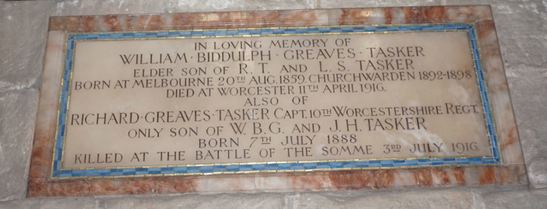 IN LOVING MEMORY OF
WILLIAM · BIDDULPH · GREAVES · TASKER
ELDER SON OF R. T. AND L. S. TASKER
BORN AT MELBOURNE 20TH AUG. 1859. CHURCHWARDEN 1892-1898
DIED AT WORCESTER 11TH APRIL 1916.
ALSO OF
RICHARD · GREAVES · TASKER CAPT. 10TH WORCESTERSHIRE REGT.
ONLY SON OF W. B. G. AND J. H. TASKER
BORN 7TH JULY 1888
KILLED AT THE BATTLE OF THE SOMME 3RD JULY 1916.